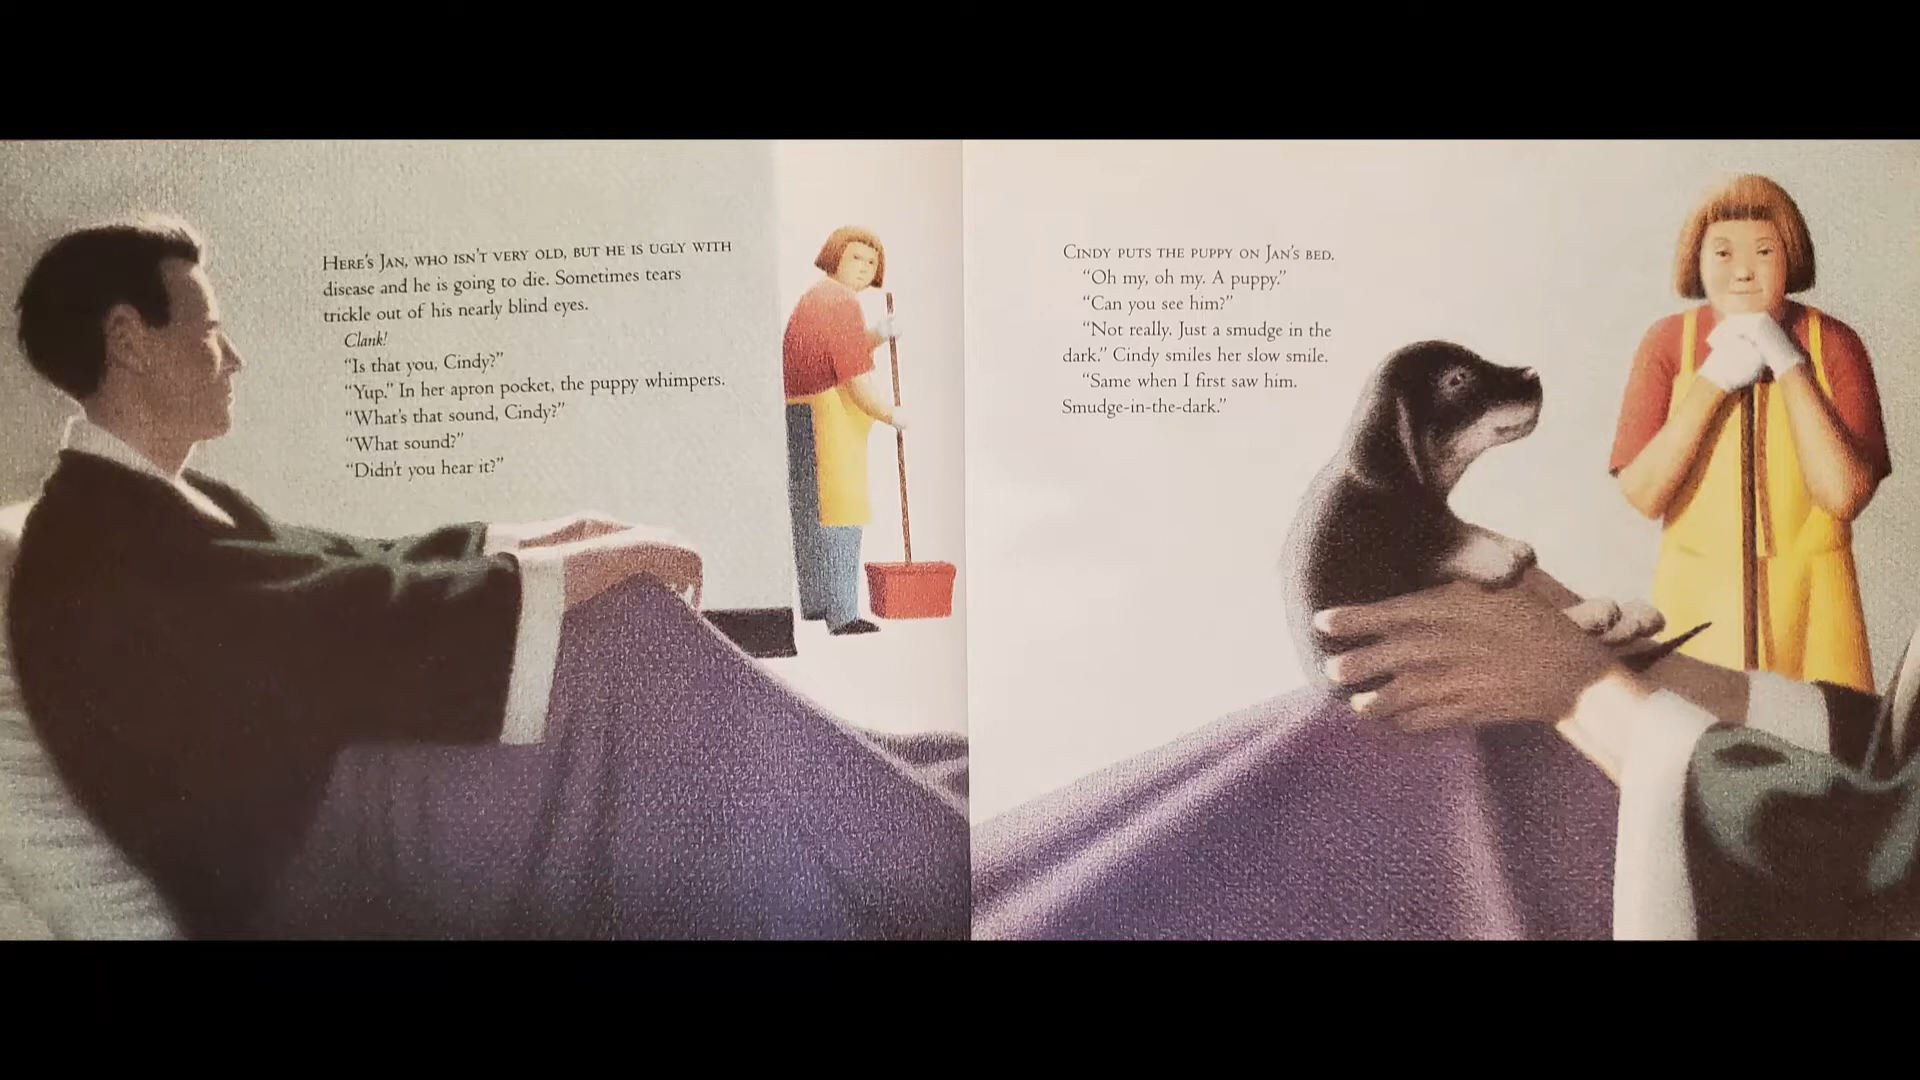 HERE'S JAN, WHO ISN'T VERY OLD, BUT HE IS UGLY WITH
disease and he is going to die. Sometimes tears
trickle out of his nearly blind eyes.
Clank!
“Is that you, Cindy?”
“Yup.” In her apron pocket, the puppy whimpers.
“What's that sound, Cindy?”
“What sound?”
“Didn't you hear it?”
CINDY PUTS THE PUPPY ON JAN'S BED.
“Oh my, oh my. A puppy.”
“Can you see him?”
“Not really. Just a smudge in the
dark.” Cindy smiles her slow smile.
“Same when I first saw him.
Smudge-in-the-dark.”